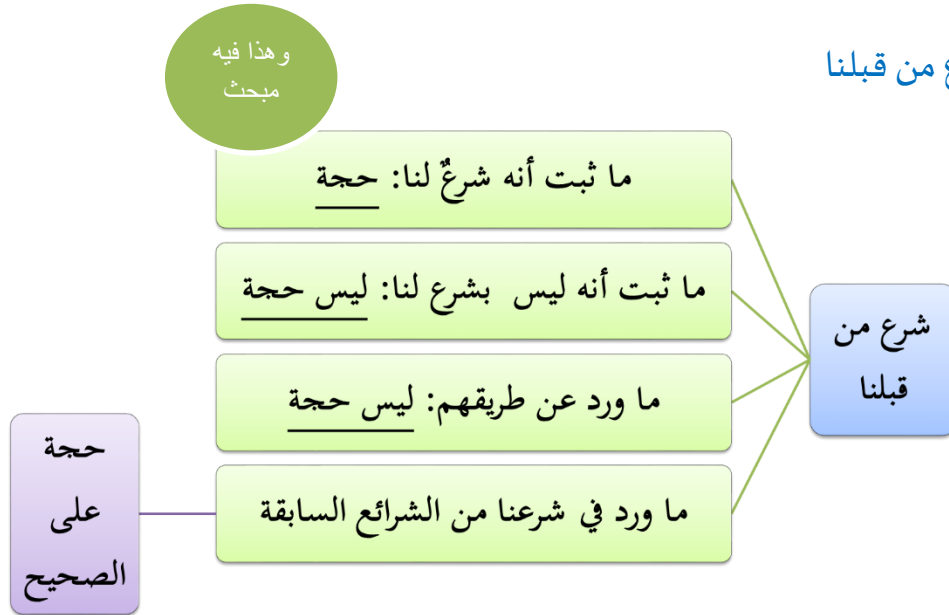 ع من قبلنا
وهذا فيه
مبحث
شرع من
قبلنا
ما ثبت أنه شرعٌ لنا: حجة
ما ثبت أنه ليس بشرع لنا: ليس حجة
ما ورد عن طريقهم: ليس حجة
ما ورد في شرعنا من الشرائع السابقة
حجة
على
الصحيح